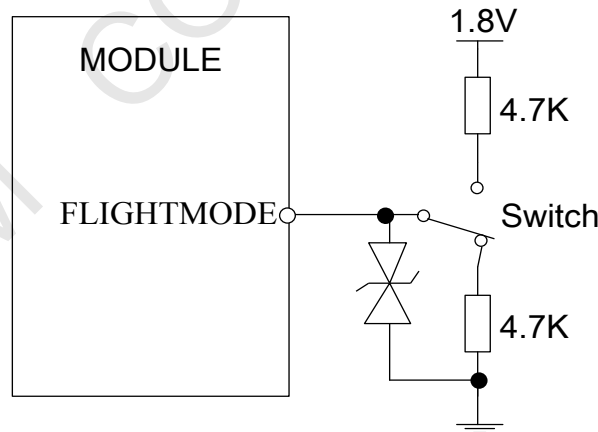 1.8V
MODULE
4.7K
FLIGHTMODE
Switch
4.7K